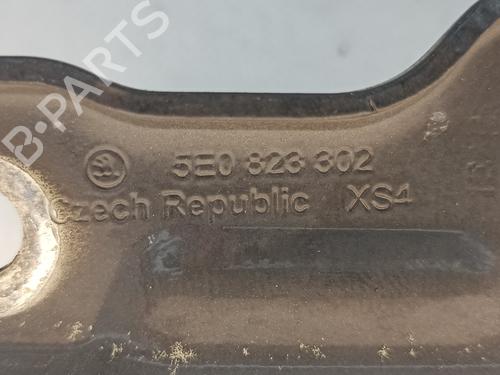 B-PARTS
5E0 823 302
Czech Republic XS4